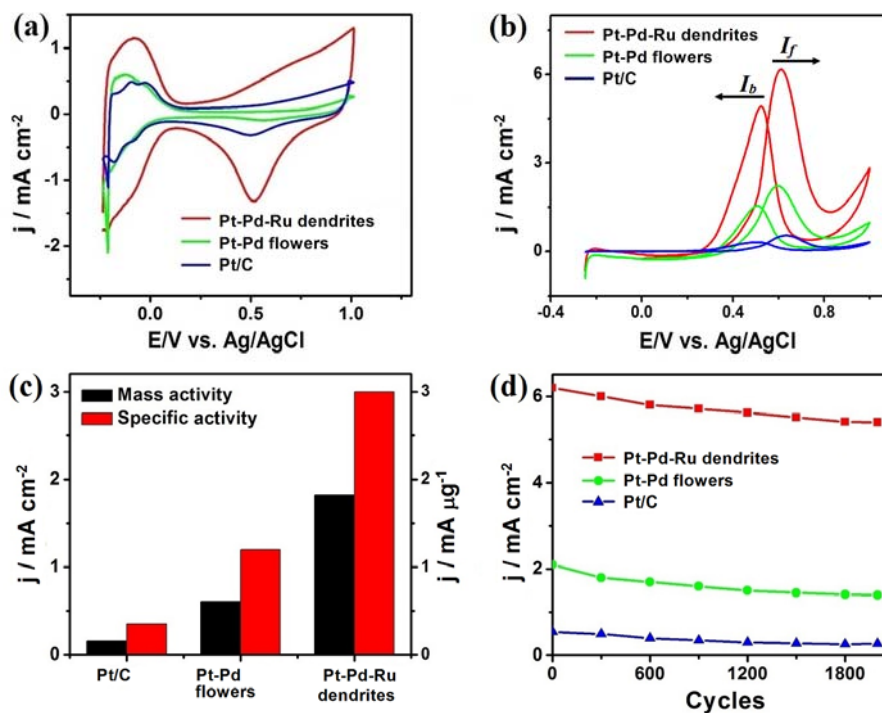 (a)
j / mA cm⁻²
1
0
-1
-2
Pt-Pd-Ru dendrites
Pt-Pd flowers
Pt/C
0.0
0.5
1.0
E/V vs. Ag/AgCl
(b)
j / mA cm⁻²
6
3
0
Pt-Pd-Ru dendrites
Pt-Pd flowers
Pt/C
I_f
I_b
-0.4
0.0
0.4
0.8
E/V vs. Ag/AgCl
(c)
j / mA cm⁻²
3
2
1
0
Mass activity
Specific activity
3
2
1
0
j / mA μg⁻¹
Pt/C
Pt-Pd
flowers
Pt-Pd-Ru
dendrites
(d)
j / mA cm⁻²
6
4
2
0
Pt-Pd-Ru dendrites
Pt-Pd flowers
Pt/C
0
600
1200
1800
Cycles